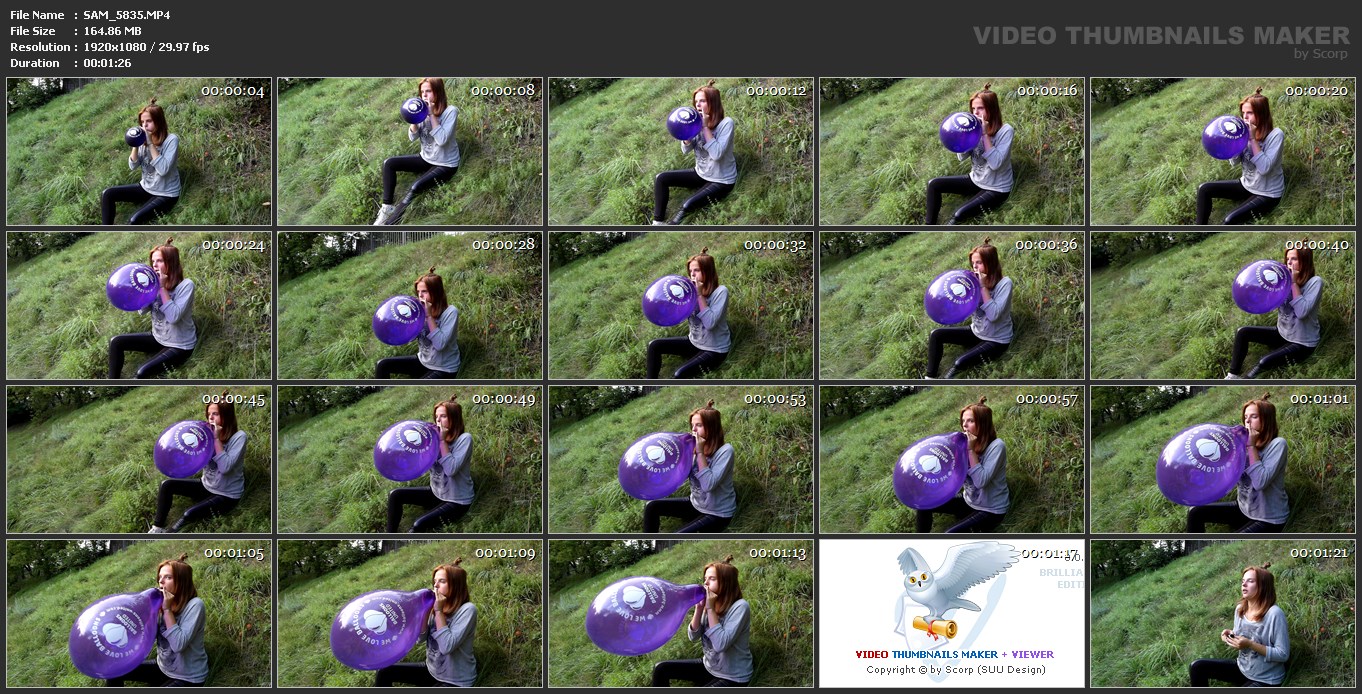 File Name : SAM_5835.MP4
File Size : 164.86 MB
Resolution : 1920x1080 / 29.97 fps
Duration : 00:01:26
VIDEO THUMBNAILS MAKER
by Scorp
00:00:04
00:00:08
00:00:12
00:00:16
00:00:20
00:00:24
00:00:28
00:00:32
00:00:36
00:00:40
00:00:45
00:00:49
00:00:53
00:00:57
00:01:01
WE LOVE BALLOONS
00:01:05
00:01:09
00:01:13
00:01:17
BRILLIA
EDITI
VIDEO THUMBNAILS MAKER + VIEWER
Copyright © by Scorp (SUU Design)
00:01:21